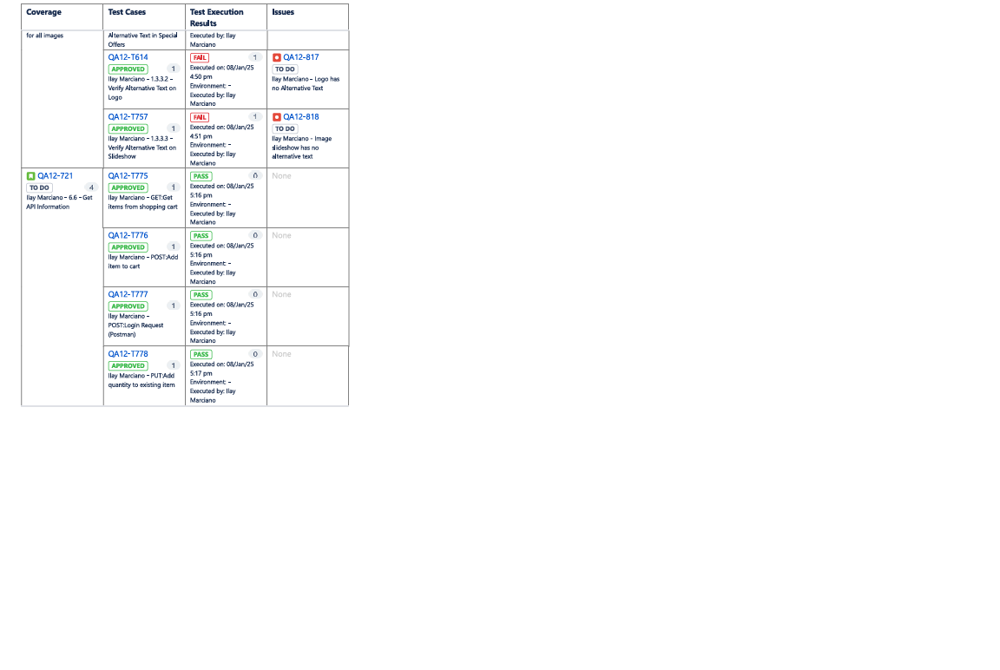 Coverage
Test Cases
Test Execution
Results
Issues
for all images
Alternative Text in Special
Offers
Executed by: Ilay
Marciano
QA12-T614
APPROVED 1
Ilay Marciano - 1.3.3.2 -
Verify Alternative Text on
Logo
FAIL 1
Executed on: 08/Jan/25
4:50 pm
Environment: -
Executed by: Ilay
Marciano
QA12-817
TO DO
Ilay Marciano - Logo has
no Alternative Text
QA12-T757
APPROVED 1
Ilay Marciano - 1.3.3.3 -
Verify Alternative Text on
Slideshow
FAIL 1
Executed on: 08/Jan/25
4:51 pm
Environment: -
Executed by: Ilay
Marciano
QA12-818
TO DO
Ilay Marciano - Image
slideshow has no
alternative text
QA12-721
TO DO 4
Ilay Marciano - 6.6 - Get
API Information
QA12-T775
APPROVED 1
Ilay Marciano - GET:Get
items from shopping cart
PASS 0
Executed on: 08/Jan/25
5:16 pm
Environment: -
Executed by: Ilay
Marciano
None
QA12-T776
APPROVED 1
Ilay Marciano - POST:Add
item to cart
PASS 0
Executed on: 08/Jan/25
5:16 pm
Environment: -
Executed by: Ilay
Marciano
None
QA12-T777
APPROVED 1
Ilay Marciano -
POST:LogIn Request
(Postman)
PASS 0
Executed on: 08/Jan/25
5:16 pm
Environment: -
Executed by: Ilay
Marciano
None
QA12-T778
APPROVED 1
Ilay Marciano - PUT:Add
quantity to existing item
PASS 0
Executed on: 08/Jan/25
5:17 pm
Environment: -
Executed by: Ilay
Marciano
None